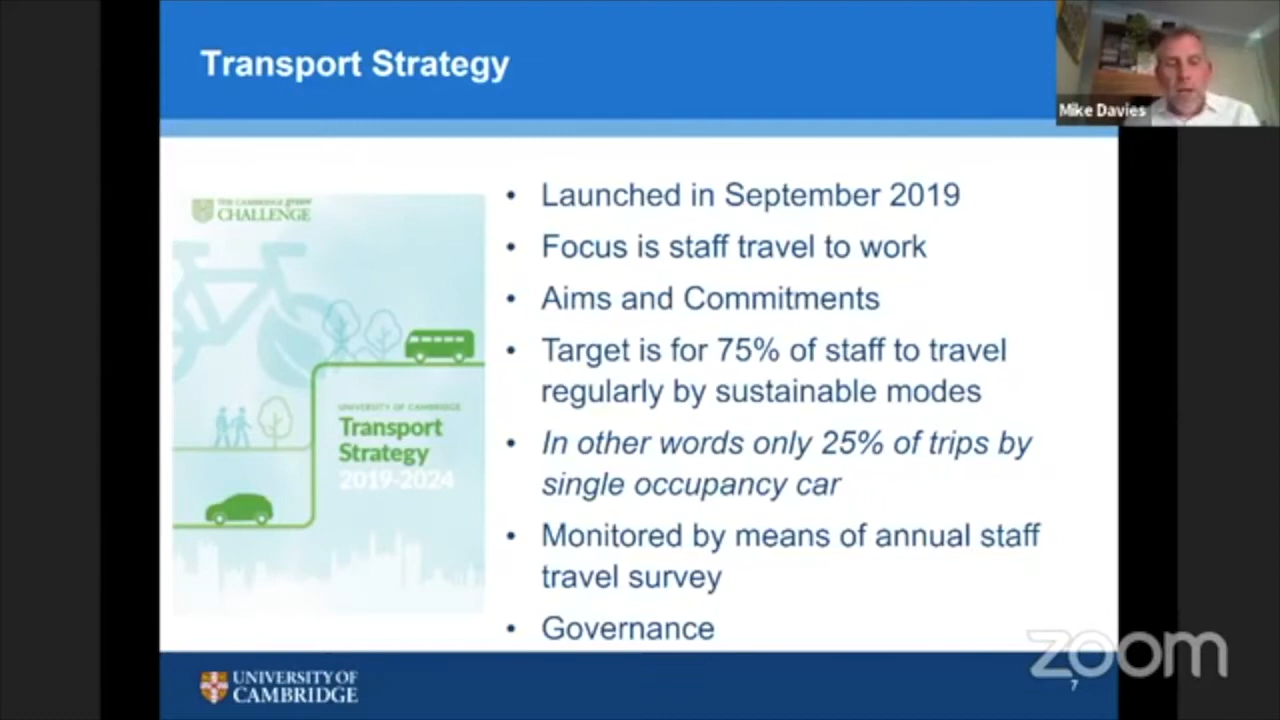 Transport Strategy
Mike Davies
THE CAMBRIDGE green
CHALLENGE
UNIVERSITY OF CAMBRIDGE
Transport
Strategy
2019-2024
• Launched in September 2019
• Focus is staff travel to work
• Aims and Commitments
• Target is for 75% of staff to travel
regularly by sustainable modes
• In other words only 25% of trips by
single occupancy car
• Monitored by means of annual staff
travel survey
• Governance
UNIVERSITY OF
CAMBRIDGE
zoom
7